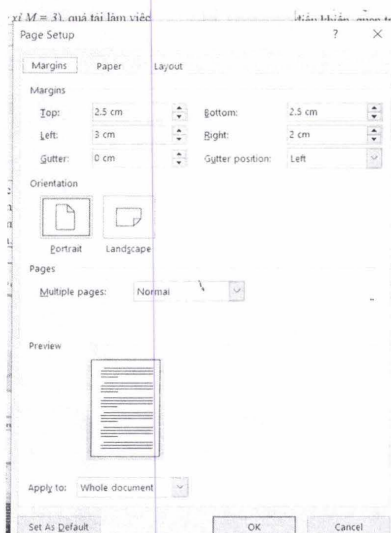 xi M = 3), quá tải làm việc
Page Setup ? ×
Margins Paper Layout
Margins
Top: 2.5 cm Bottom: 2.5 cm
Left: 3 cm Right: 2 cm
Gutter: 0 cm Gutter position: Left
Orientation
Portrait Landscape
Pages
Multiple pages: Normal
Preview
Apply to: Whole document
Set As Default OK Cancel